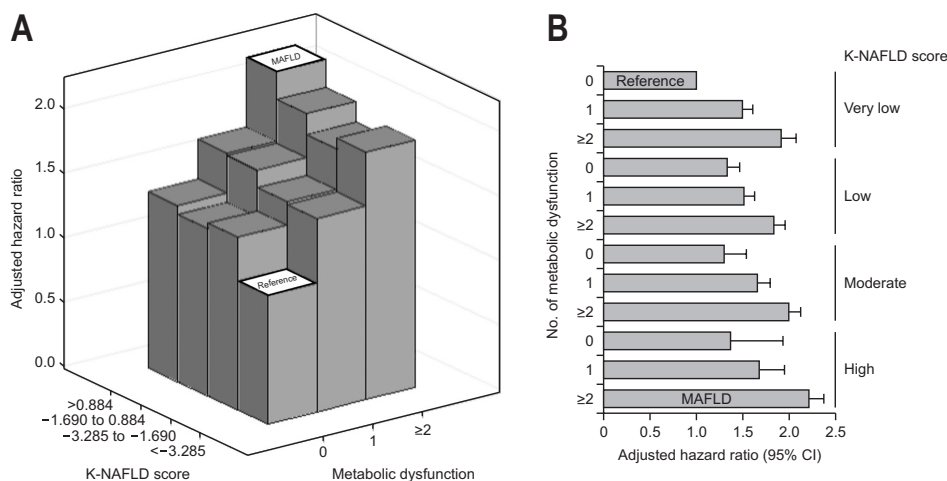 A
Adjusted hazard ratio
2.0
1.5
1.0
0.5
0.0
MAFLD
Reference
>0.884
−1.690 to 0.884
−3.285 to −1.690
<−3.285
K-NAFLD score
0
1
≥2
Metabolic dysfunction
B
K-NAFLD score
No. of metabolic dysfunction
0 Reference
1 Very low
≥2
0
1 Low
≥2
0
1 Moderate
≥2
0
1 High
≥2 MAFLD
0 0.5 1.0 1.5 2.0 2.5
Adjusted hazard ratio (95% CI)